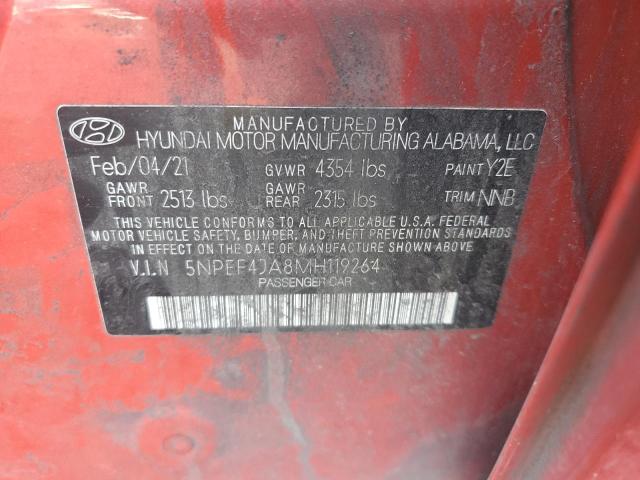 MANUFACTURED BY
HYUNDAI MOTOR MANUFACTURING ALABAMA, LLC
Feb/04/21 GVWR 4354 lbs PAINT Y2E
GAWR FRONT 2513 lbs GAWR REAR 2315 lbs TRIM NNB
THIS VEHICLE CONFORMS TO ALL APPLICABLE U.S.A. FEDERAL
MOTOR VEHICLE SAFETY, BUMPER, AND THEFT PREVENTION STANDARDS
IN EFFECT ON THE DATE OF MANUFACTURE SHOWN ABOVE.
V.I.N 5NPEF4JA8MH119264
PASSENGER CAR